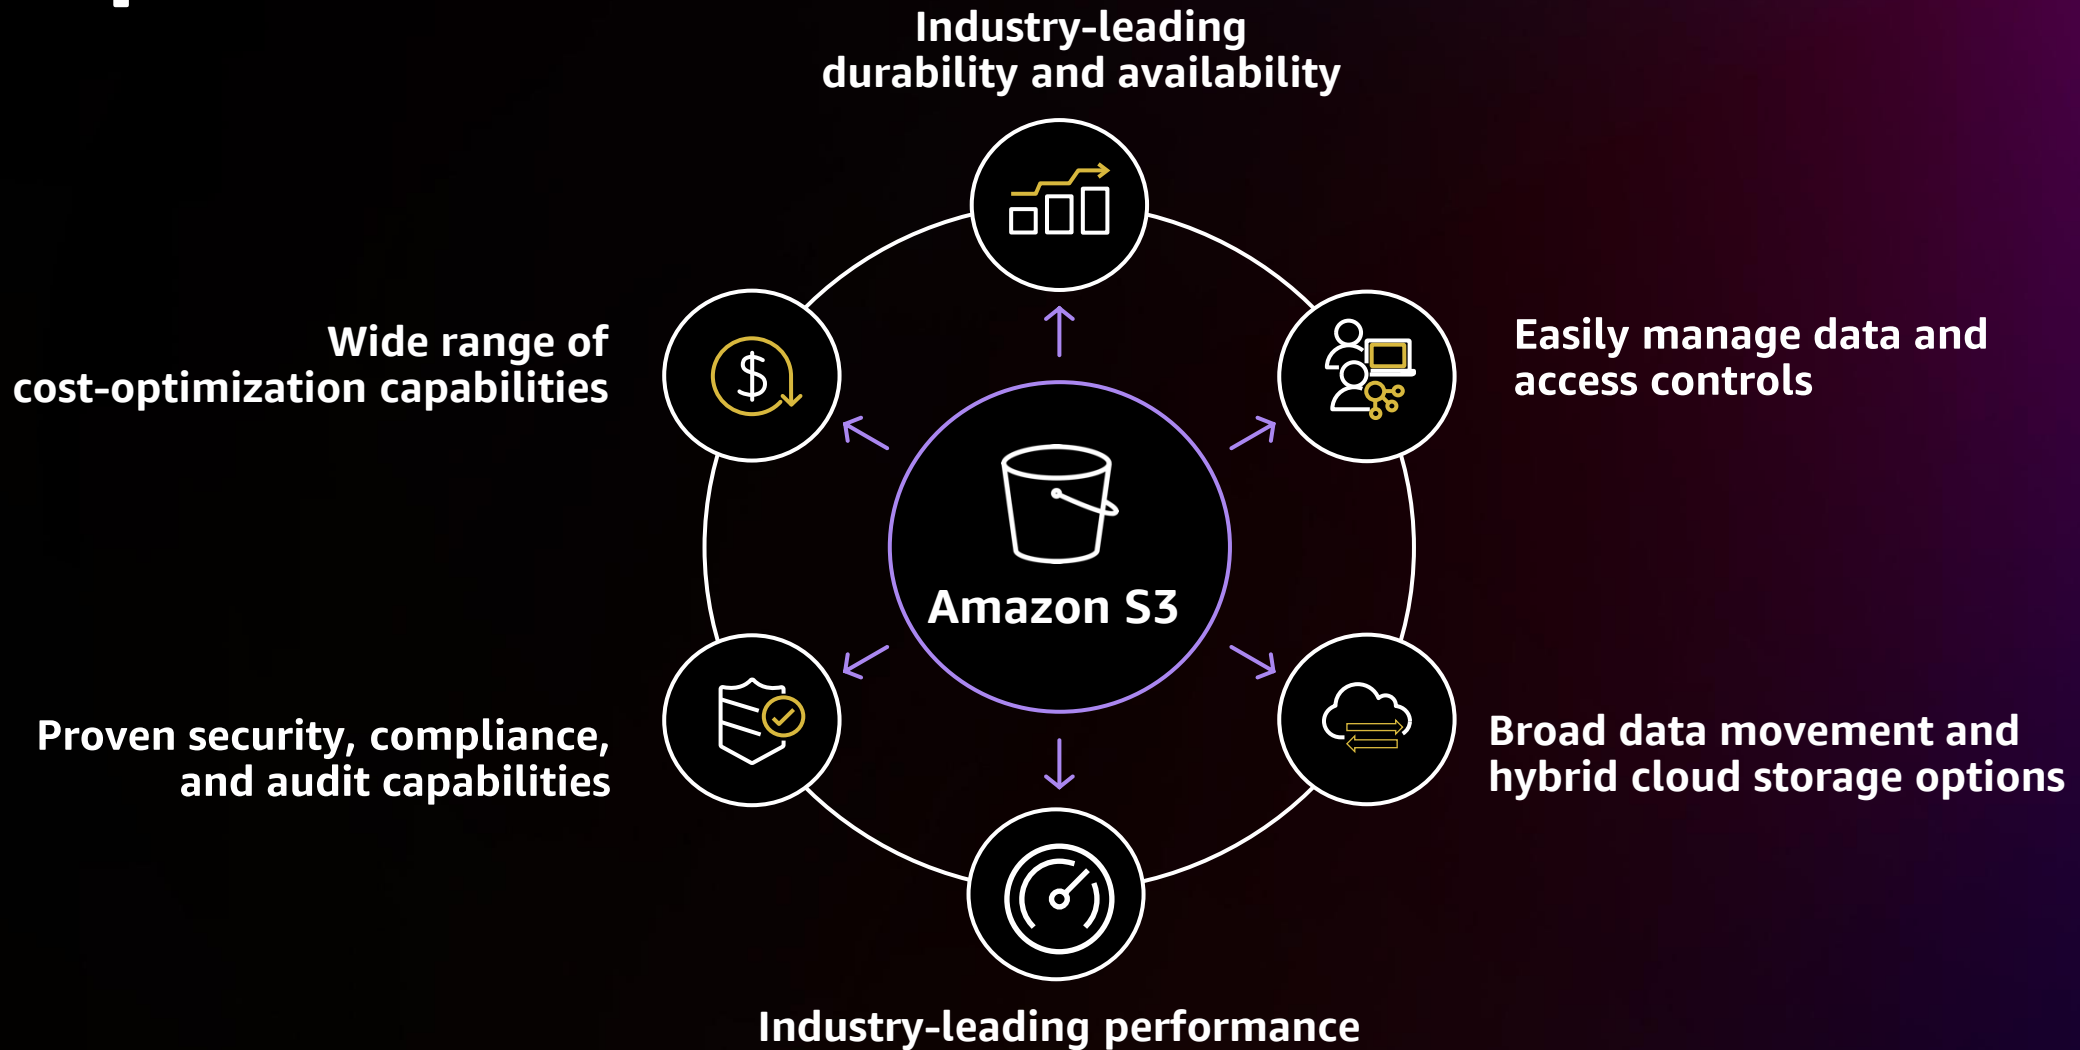 Industry-leading
durability and availability
Wide range of
cost-optimization capabilities
Easily manage data and
access controls
$
Amazon S3
Proven security, compliance,
and audit capabilities
Broad data movement and
hybrid cloud storage options
Industry-leading performance